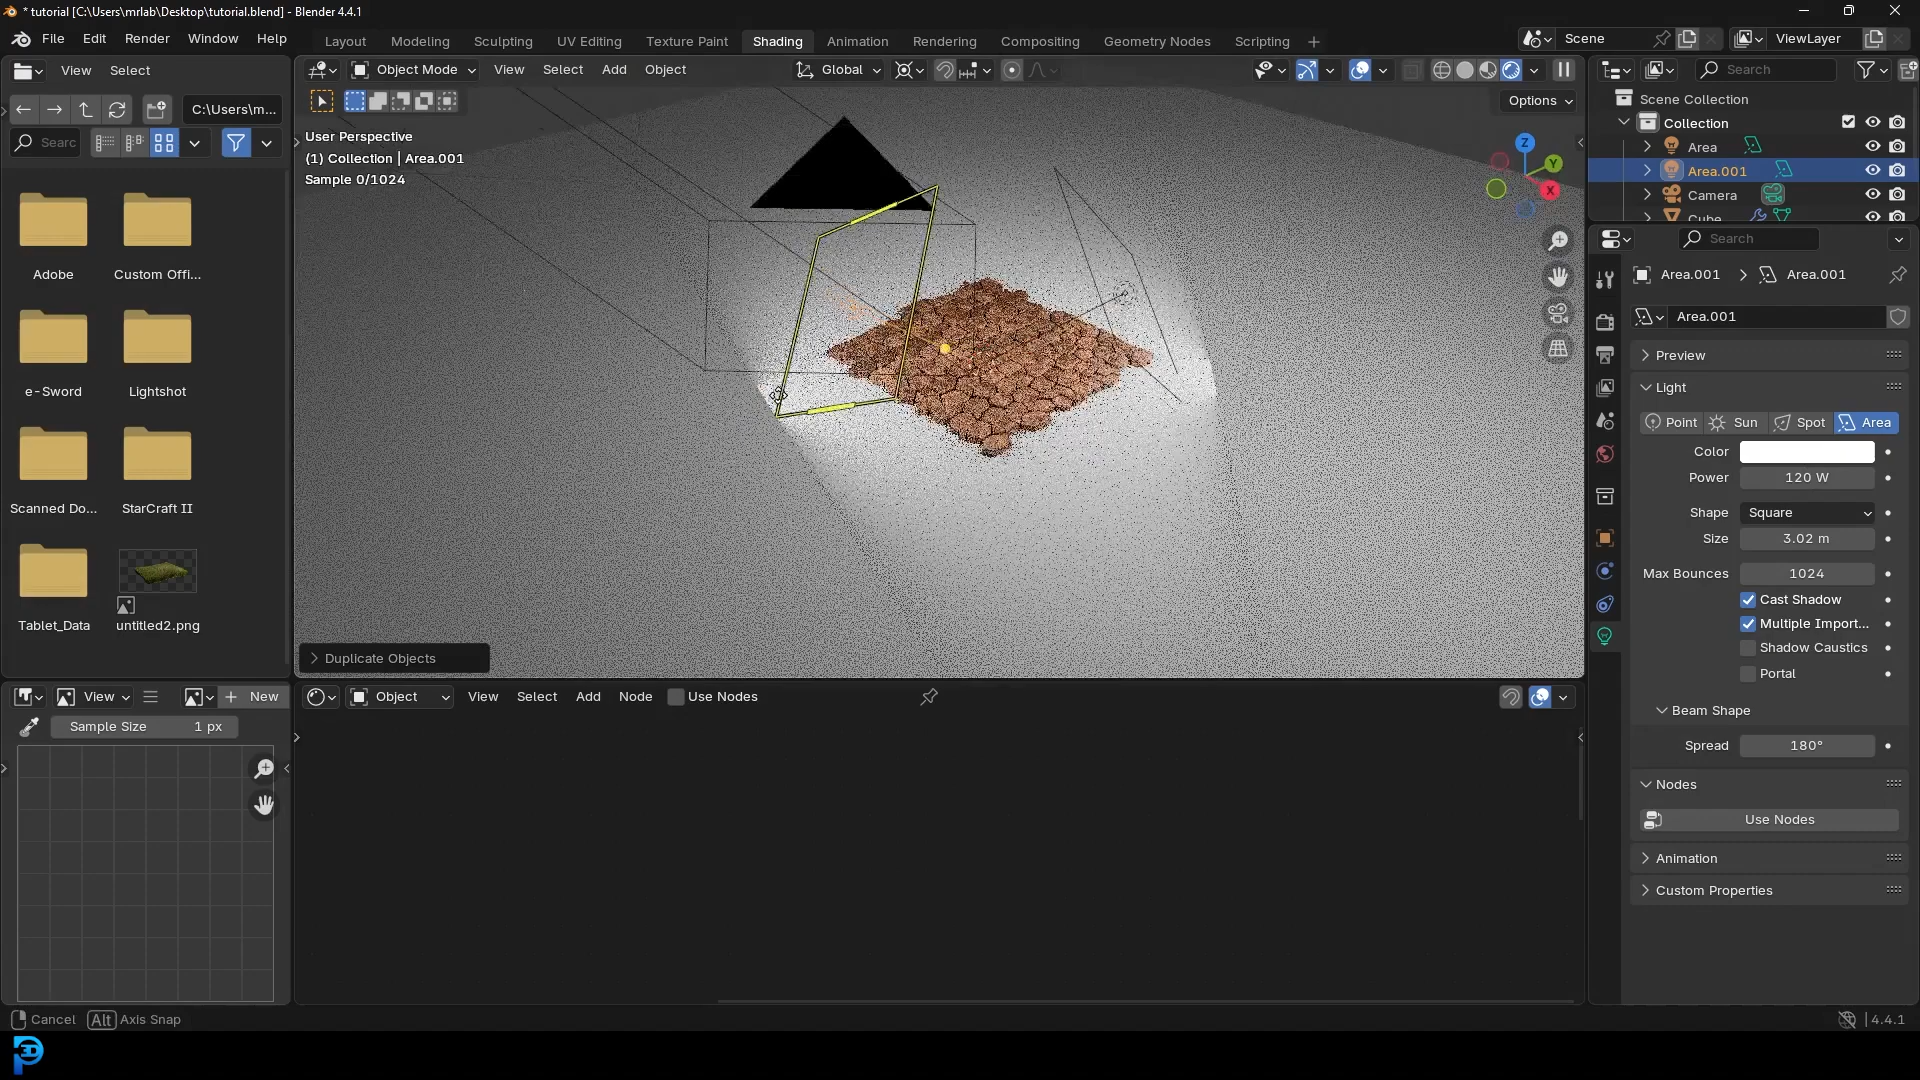 * tutorial [C:\Users\mrlab\Desktop\tutorial.blend] - Blender 4.4.1
File Edit Render Window Help
Layout Modeling Sculpting UV Editing Texture Paint Shading Animation Rendering Compositing Geometry Nodes Scripting
Scene
ViewLayer
View Select
C:\Users\m...
Searc
Adobe
Custom Offi...
e-Sword
Lightshot
Scanned Do...
StarCraft II
Tablet_Data
untitled2.png
Object Mode View Select Add Object
Global
Options
User Perspective
(1) Collection | Area.001
Sample 0/1024
Z
Y
X
Duplicate Objects
View
New
Sample Size 1 px
Object View Select Add Node Use Nodes
Search
Scene Collection
Collection
Area
Area.001
Camera
Cube
Search
Area.001 Area.001
Area.001
Preview
Light
Point Sun Spot Area
Color
Power 120 W
Shape Square
Size 3.02 m
Max Bounces 1024
Cast Shadow
Multiple Import...
Shadow Caustics
Portal
Beam Shape
Spread 180°
Nodes
Use Nodes
Animation
Custom Properties
Cancel Alt Axis Snap
4.4.1